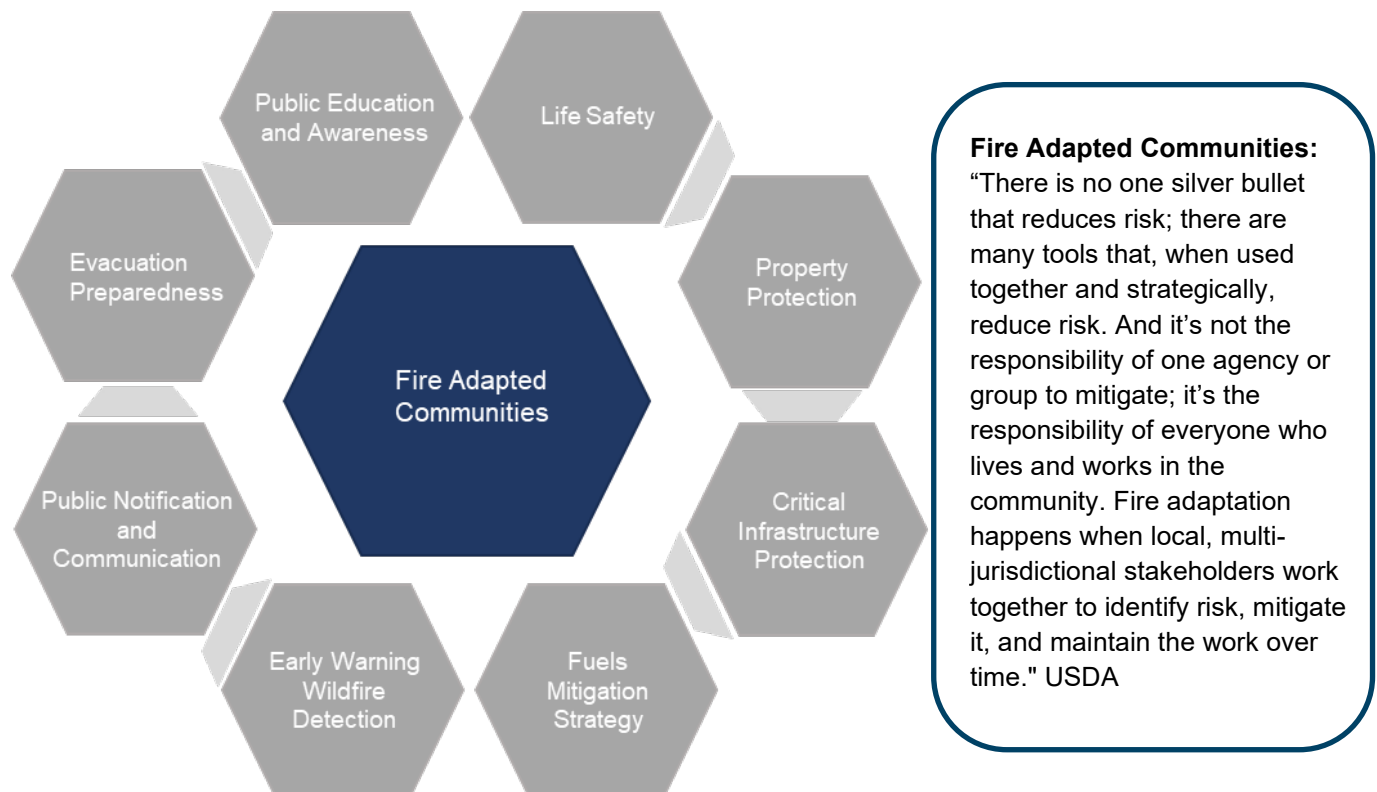 Public Education
and Awareness
Life Safety
Evacuation
Preparedness
Property
Protection
Fire Adapted
Communities
Public Notification
and
Communication
Critical
Infrastructure
Protection
Early Warning
Wildfire
Detection
Fuels
Mitigation
Strategy
Fire Adapted Communities:
“There is no one silver bullet
that reduces risk; there are
many tools that, when used
together and strategically,
reduce risk. And it’s not the
responsibility of one agency or
group to mitigate; it’s the
responsibility of everyone who
lives and works in the
community. Fire adaptation
happens when local, multi-
jurisdictional stakeholders work
together to identify risk, mitigate
it, and maintain the work over
time." USDA